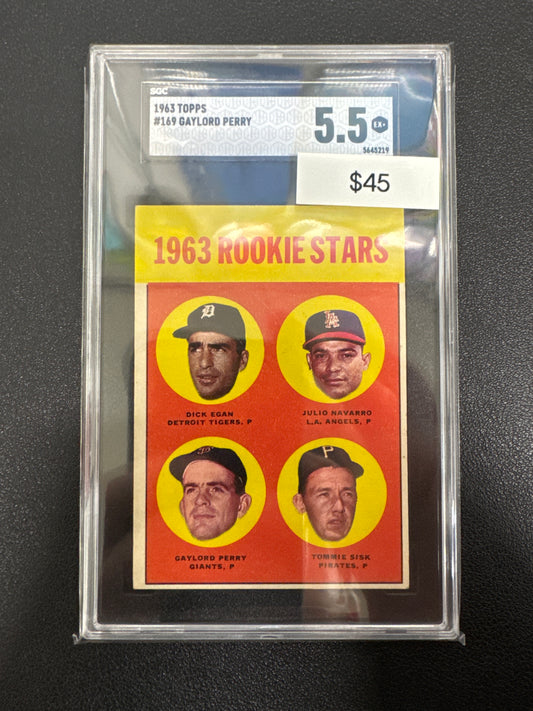 SGC
1963 TOPPS
#169 GAYLORD PERRY
5.5 EX+
5645219
$45
1963 ROOKIE STARS
D
DICK EGAN
DETROIT TIGERS, P
LA
JULIO NAVARRO
L.A. ANGELS, P
GAYLORD PERRY
GIANTS, P
P
TOMMIE SISK
PIRATES, P